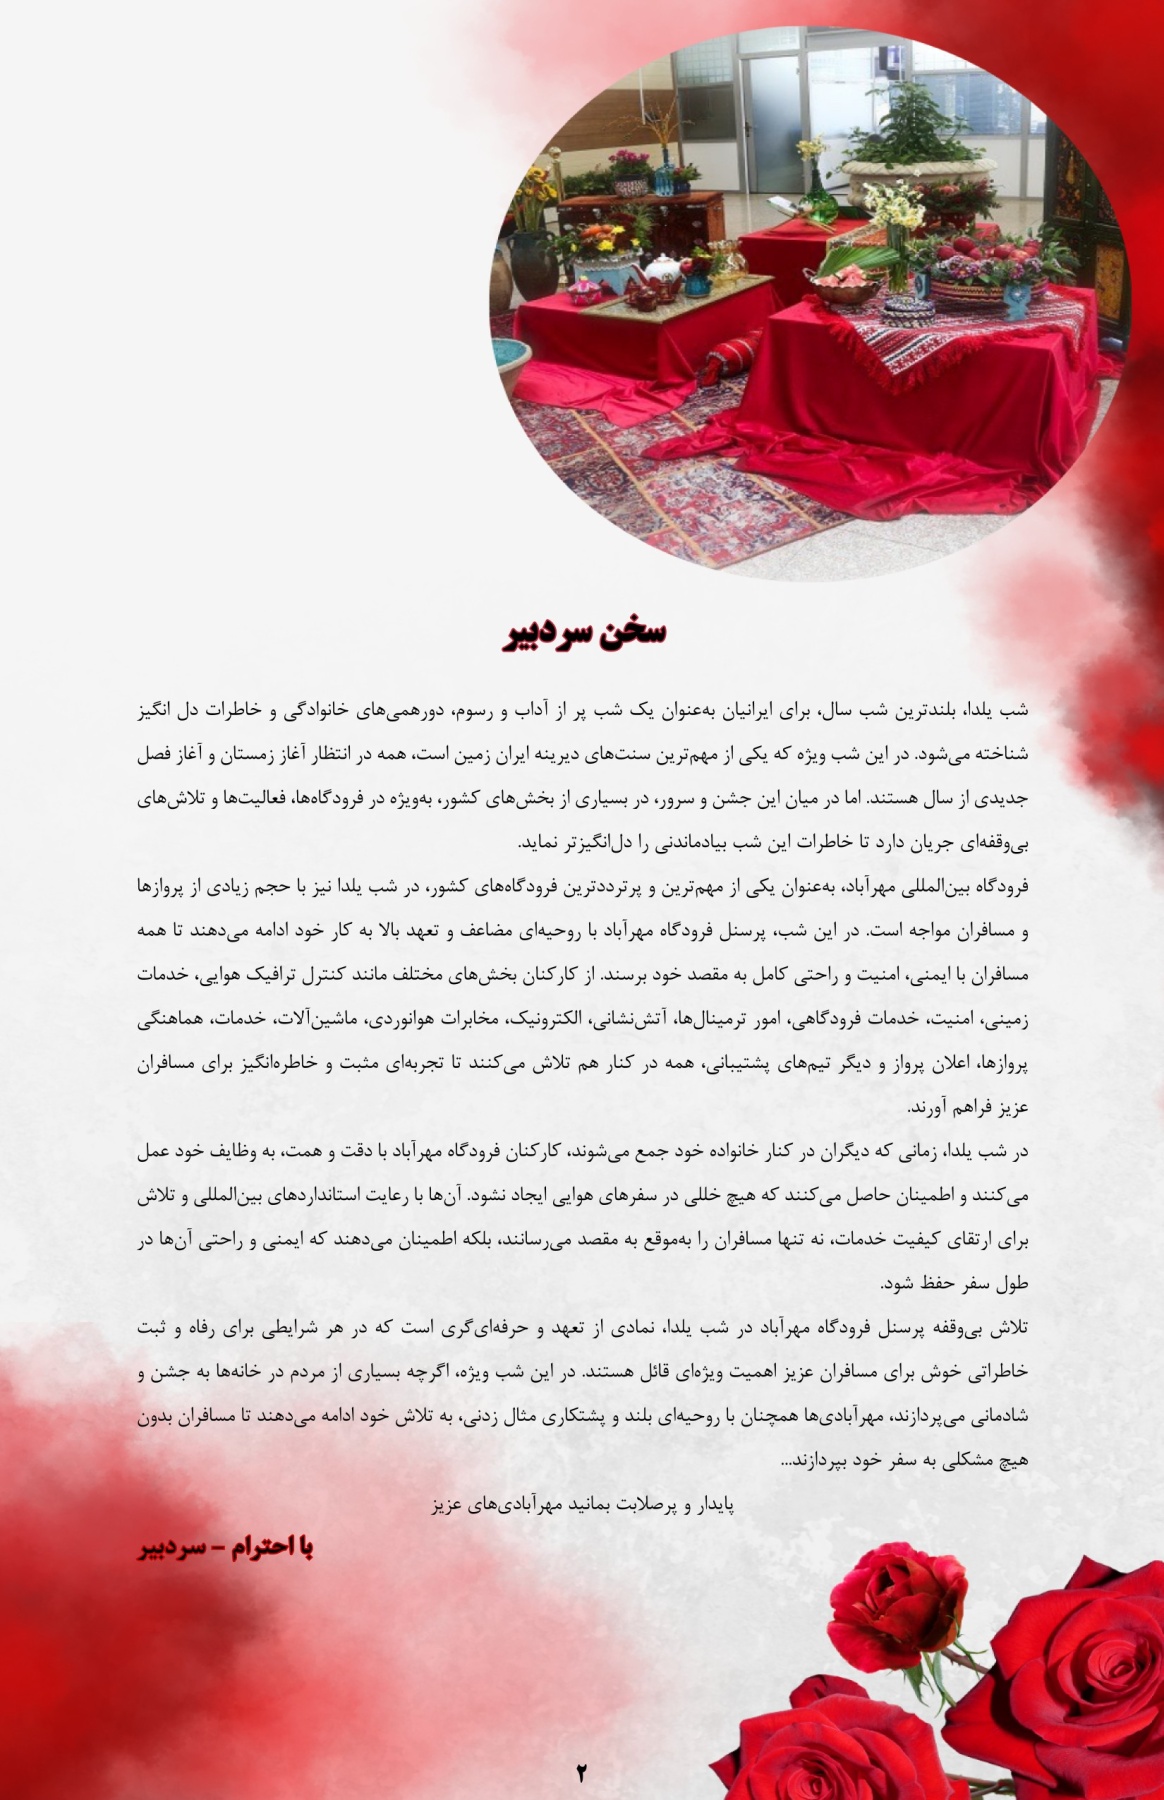 سخن سردبیر
شب یلدا، بلندترین شب سال، برای ایرانیان به‌عنوان یک شب پر از آداب و رسوم، دورهمی‌های خانوادگی و خاطرات دل انگیز
شناخته می‌شود. در این شب ویژه که یکی از مهم‌ترین سنت‌های دیرینه ایران زمین است، همه در انتظار آغاز زمستان و آغاز فصل
جدیدی از سال هستند. اما در میان این جشن و سرور، در بسیاری از بخش‌های کشور، به‌ویژه در فرودگاه‌ها، فعالیت‌ها و تلاش‌های
بی‌وقفه‌ای جریان دارد تا خاطرات این شب بیادماندنی را دل‌انگیزتر نماید.
فرودگاه بین‌المللی مهرآباد، به‌عنوان یکی از مهم‌ترین و پرترددترین فرودگاه‌های کشور، در شب یلدا نیز با حجم زیادی از پروازها
و مسافران مواجه است. در این شب، پرسنل فرودگاه مهرآباد با روحیه‌ای مضاعف و تعهد بالا به کار خود ادامه می‌دهند تا همه
مسافران با ایمنی، امنیت و راحتی کامل به مقصد خود برسند. از کارکنان بخش‌های مختلف مانند کنترل ترافیک هوایی، خدمات
زمینی، امنیت، خدمات فرودگاهی، امور ترمینال‌ها، آتش‌نشانی، الکترونیک، مخابرات هوانوردی، ماشین‌آلات، خدمات، هماهنگی
پروازها، اعلان پرواز و دیگر تیم‌های پشتیبانی، همه در کنار هم تلاش می‌کنند تا تجربه‌ای مثبت و خاطره‌انگیز برای مسافران
عزیز فراهم آورند.
در شب یلدا، زمانی که دیگران در کنار خانواده خود جمع می‌شوند، کارکنان فرودگاه مهرآباد با دقت و همت، به وظایف خود عمل
می‌کنند و اطمینان حاصل می‌کنند که هیچ خللی در سفرهای هوایی ایجاد نشود. آن‌ها با رعایت استانداردهای بین‌المللی و تلاش
برای ارتقای کیفیت خدمات، نه تنها مسافران را به‌موقع به مقصد می‌رسانند، بلکه اطمینان می‌دهند که ایمنی و راحتی آن‌ها در
طول سفر حفظ شود.
تلاش بی‌وقفه پرسنل فرودگاه مهرآباد در شب یلدا، نمادی از تعهد و حرفه‌ای‌گری است که در هر شرایطی برای رفاه و ثبت
خاطراتی خوش برای مسافران عزیز اهمیت ویژه‌ای قائل هستند. در این شب ویژه، اگرچه بسیاری از مردم در خانه‌ها به جشن و
شادمانی می‌پردازند، مهرآبادی‌ها همچنان با روحیه‌ای بلند و پشتکاری مثال زدنی، به تلاش خود ادامه می‌دهند تا مسافران بدون
هیچ مشکلی به سفر خود بپردازند...
پایدار و پرصلابت بمانید مهرآبادی‌های عزیز
با احترام – سردبیر
۲